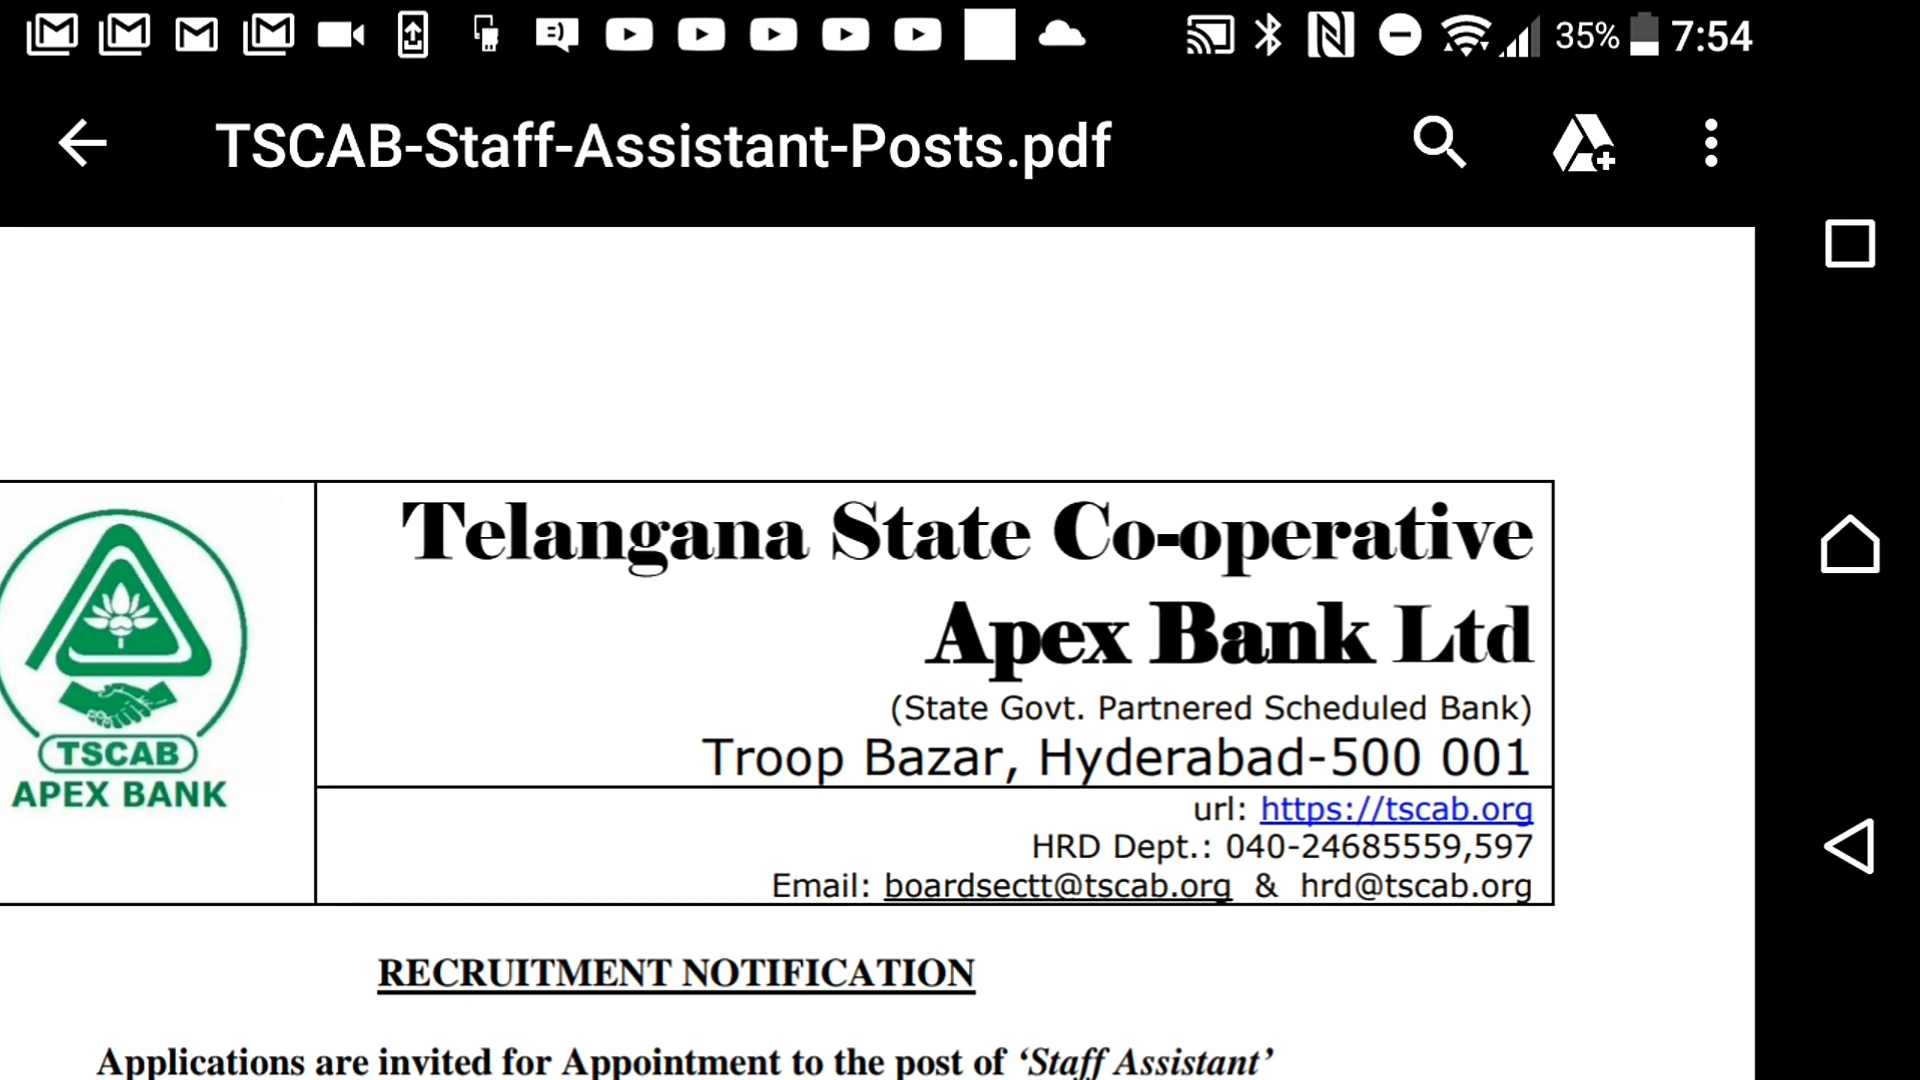 35% 7:54
TSCAB-Staff-Assistant-Posts.pdf
Telangana State Co-operative
Apex Bank Ltd
(State Govt. Partnered Scheduled Bank)
Troop Bazar, Hyderabad-500 001
TSCAB
APEX BANK
url: https://tscab.org
HRD Dept.: 040-24685559,597
Email: boardsectt@tscab.org & hrd@tscab.org
RECRUITMENT NOTIFICATION
Applications are invited for Appointment to the post of ‘Staff Assistant’